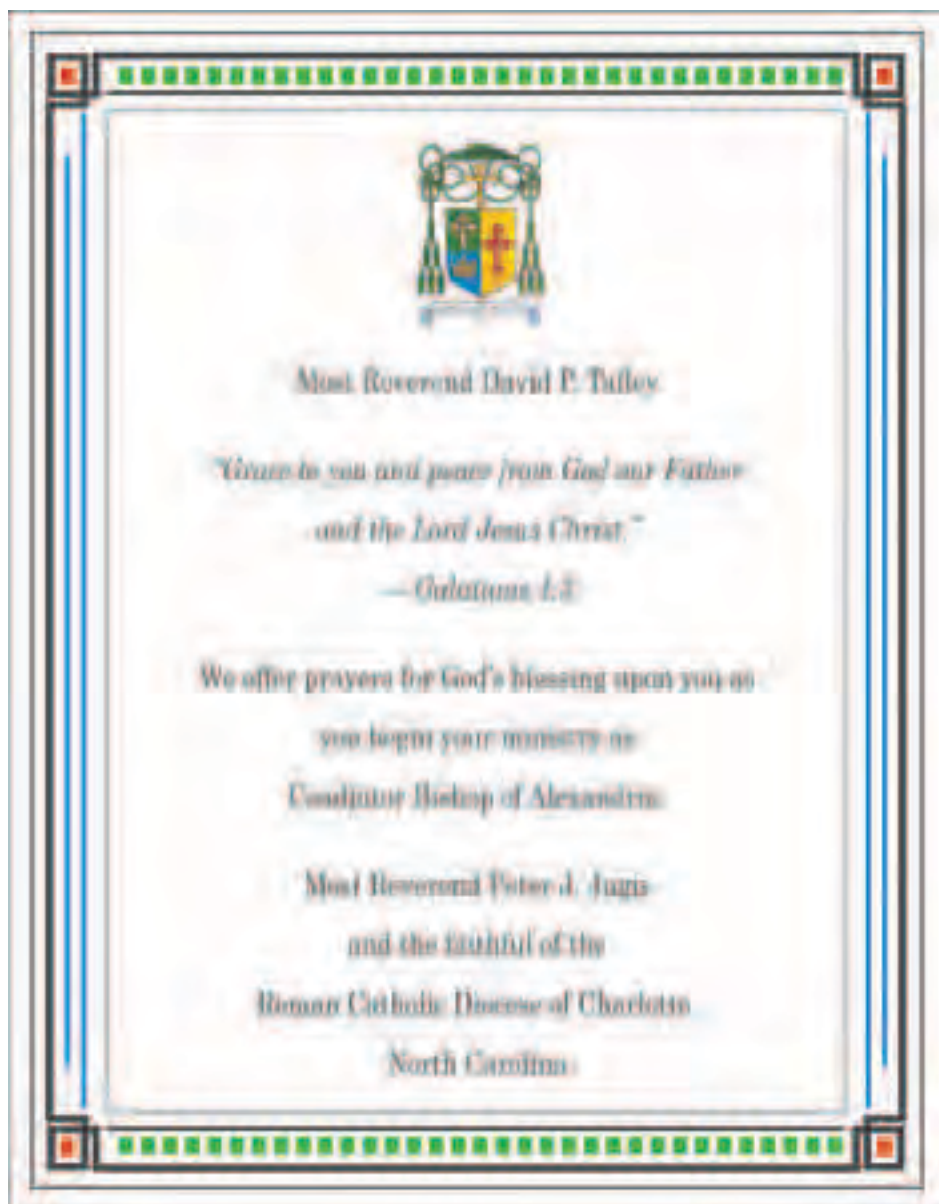 Most Reverend David P. Talley
"Grace to you and peace from God our Father
and the Lord Jesus Christ."
—Galatians 1:3
We offer prayers for God's blessing upon you as
you begin your ministry as
Coadjutor Bishop of Alexandria
Most Reverend Peter J. Jugis
and the faithful of the
Roman Catholic Diocese of Charlotte
North Carolina